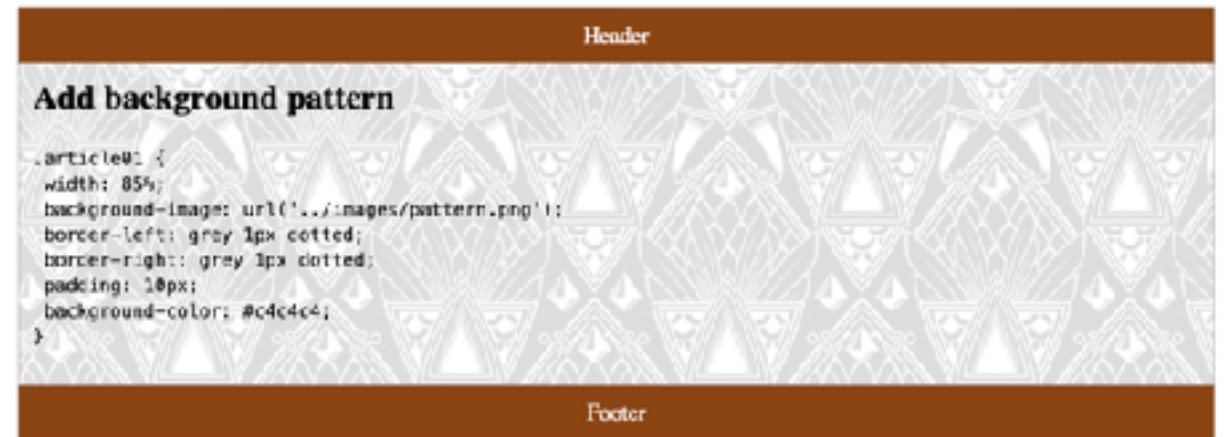 Header
Add background pattern
.article01 {
width: 85%;
background-image: url('../images/pattern.png');
border-left: grey 1px dotted;
border-right: grey 1px dotted;
padding: 10px;
background-color: #c4c4c4;
}
Footer